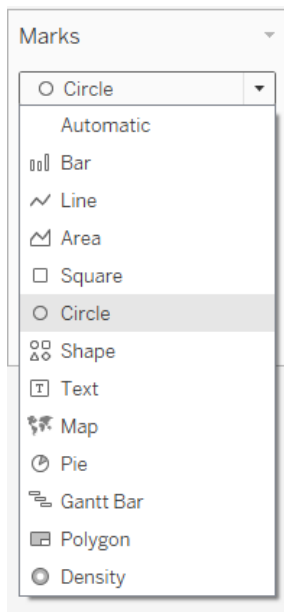 Marks
Circle
Automatic
Bar
Line
Area
Square
Circle
Shape
T Text
Map
Pie
Gantt Bar
Polygon
Density